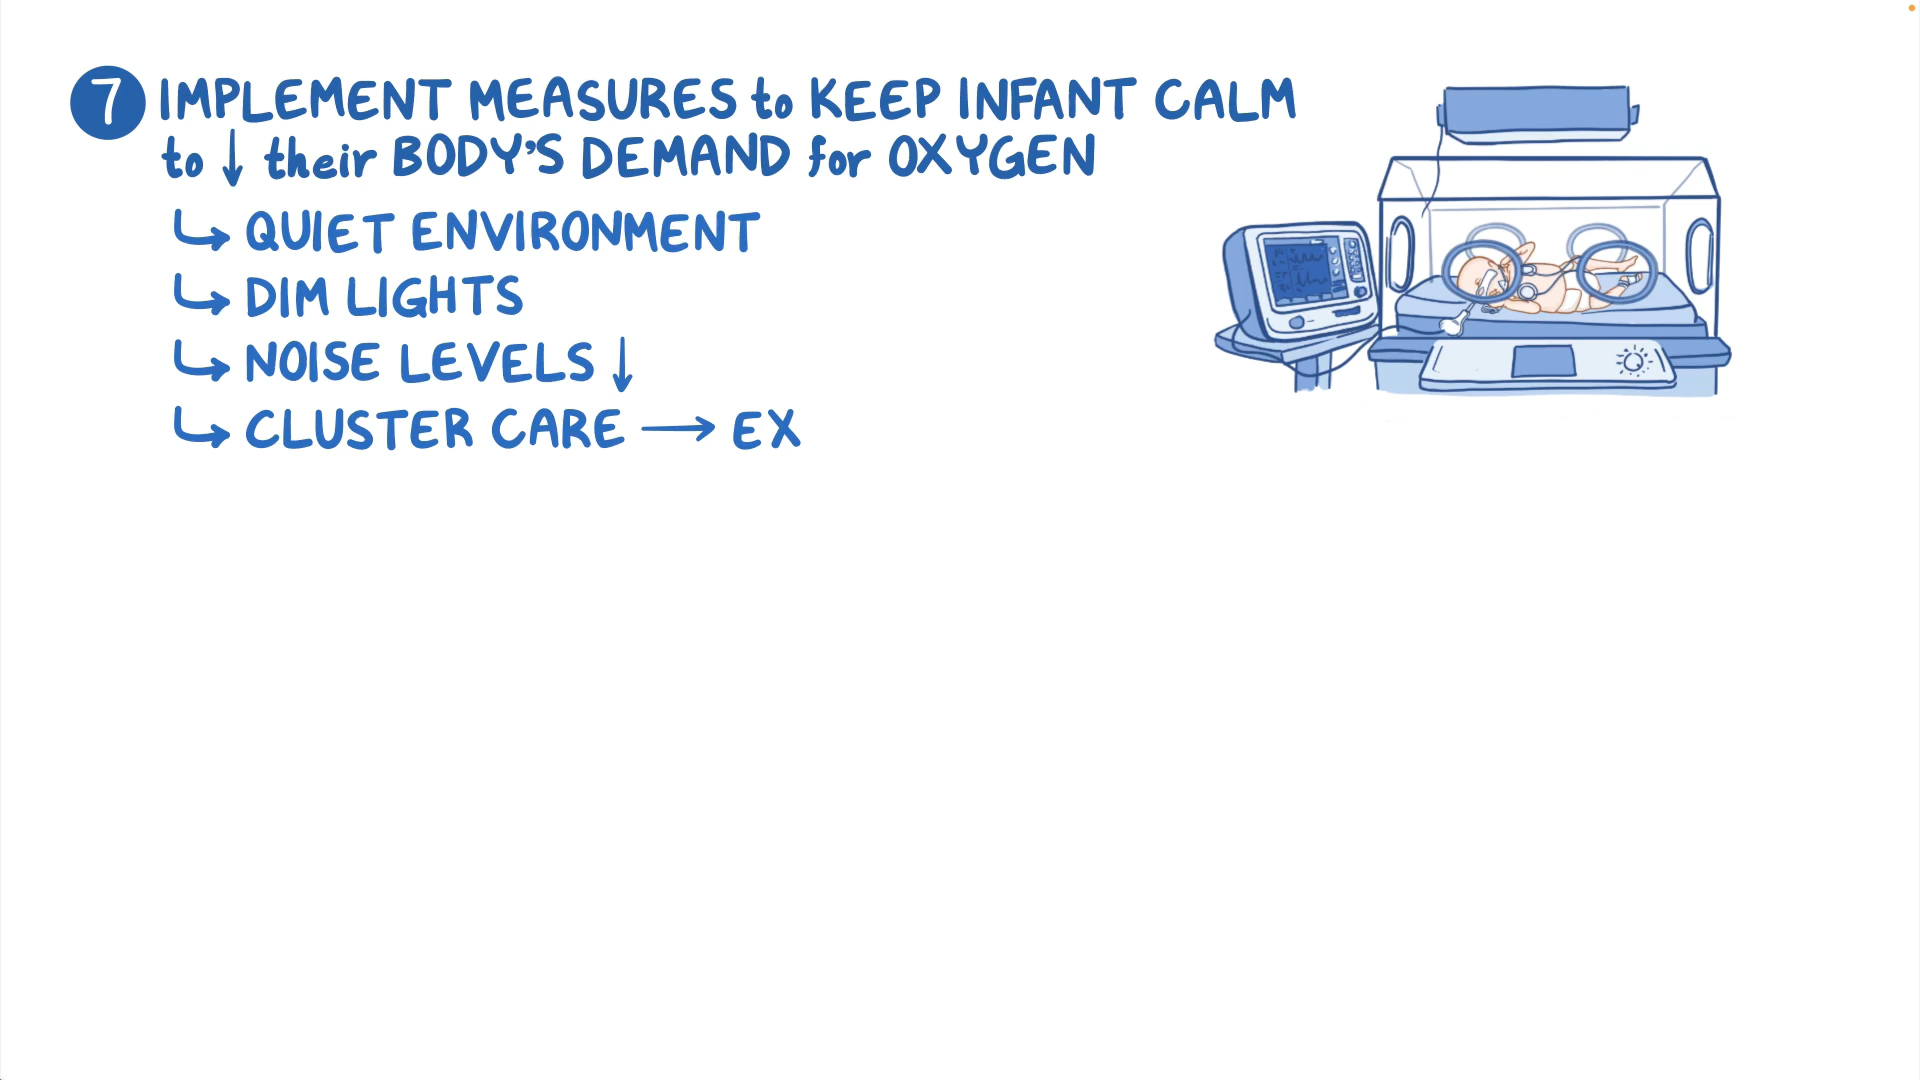 7 IMPLEMENT MEASURES to KEEP INFANT CALM
to ↓ their BODY'S DEMAND for OXYGEN
↳ QUIET ENVIRONMENT
↳ DIM LIGHTS
↳ NOISE LEVELS ↓
↳ CLUSTER CARE → EX